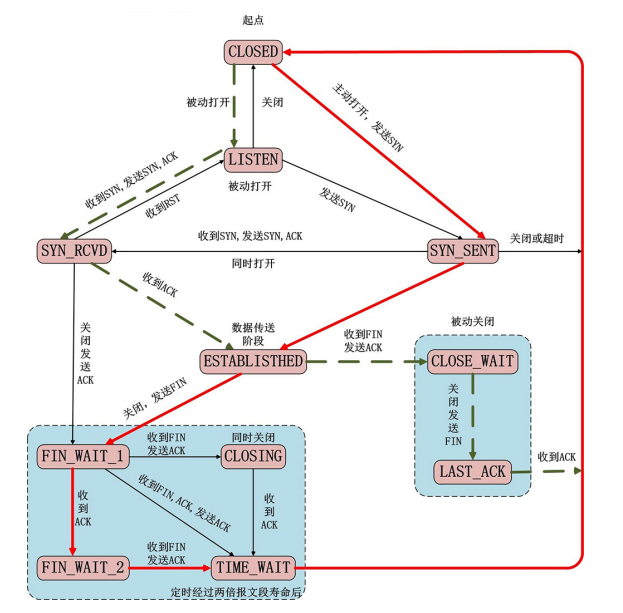 起点
CLOSED
被动打开
关闭
主动打开，发送SYN
收到SYN,发送SYN,ACK
LISTEN
被动打开
收到RST
发送SYN
SYN_RCVD
收到SYN,发送SYN,ACK
同时打开
SYN_SENT
关闭或超时
收到ACK
数据传送
阶段
ESTABLISTHED
收到FIN
发送ACK
被动关闭
CLOSE_WAIT
关
闭
发
送
ACK
关闭，发送FIN
关
闭
发
送
FIN
LAST_ACK
收到ACK
FIN_WAIT_1
收到FIN
发送ACK
同时关闭
CLOSING
收
到
ACK
收到FIN,ACK,发送ACK
收
到
ACK
FIN_WAIT_2
收到FIN
发送ACK
TIME_WAIT
定时经过两倍报文段寿命后